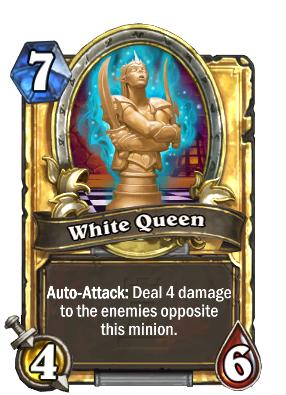 7
White Queen
Auto-Attack: Deal 4 damage
to the enemies opposite
this minion.
4
6